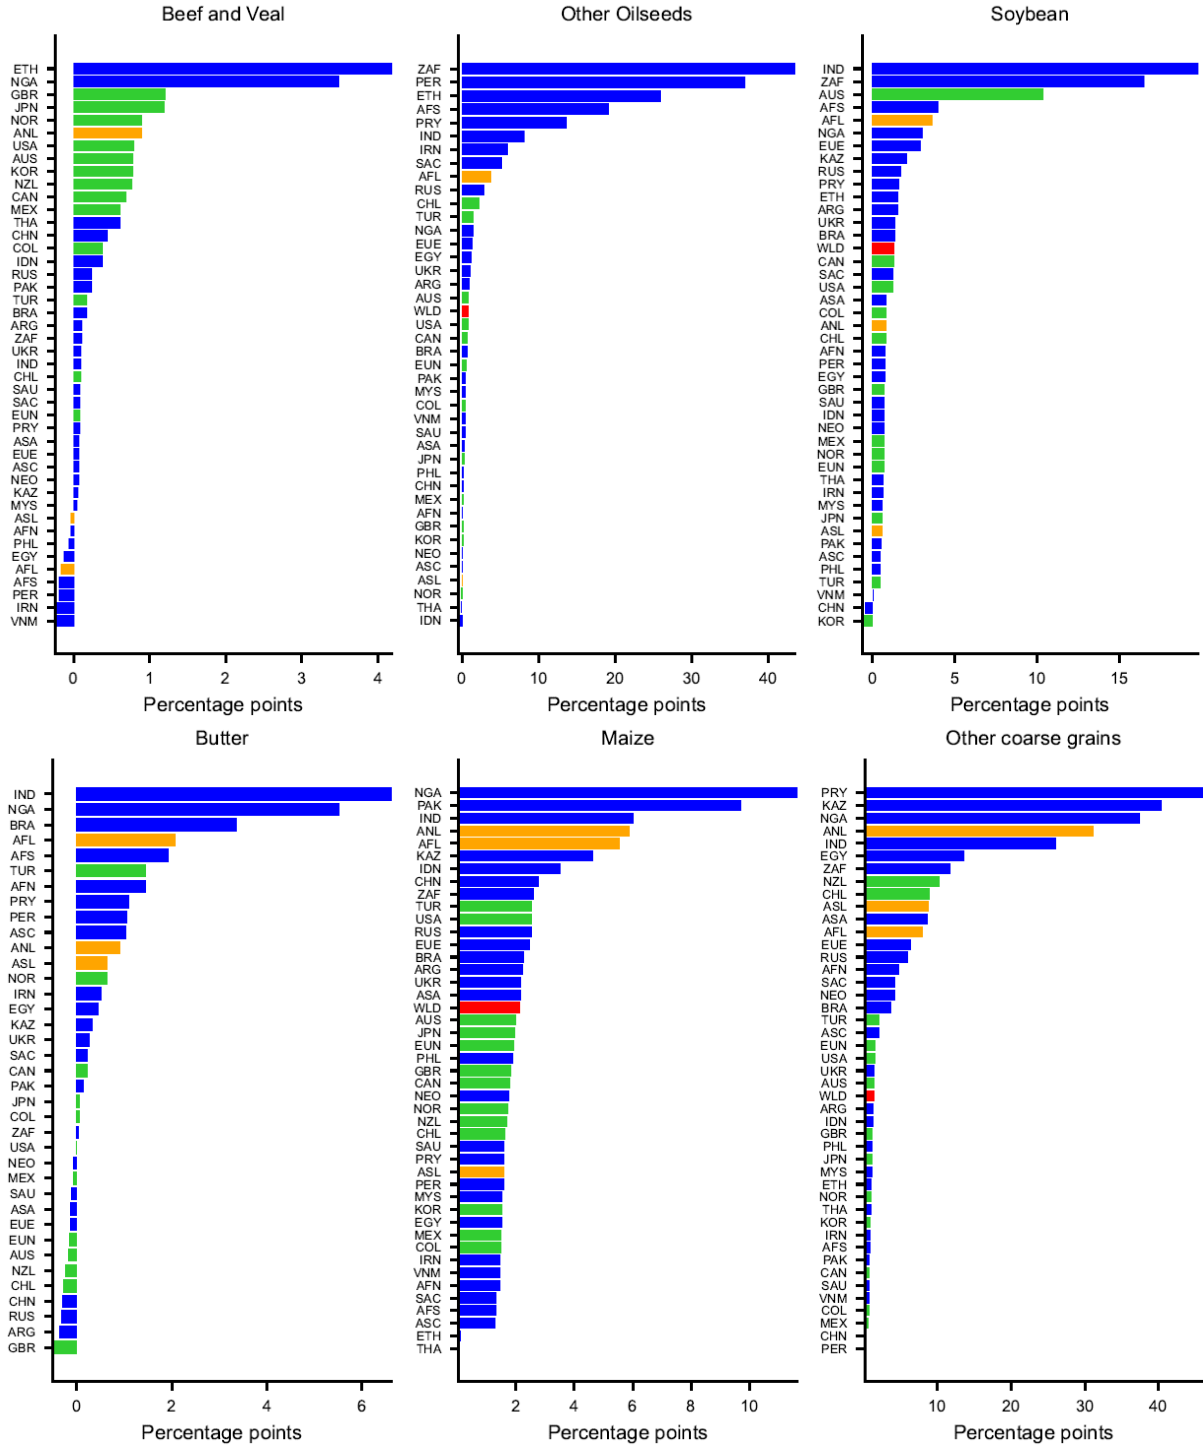 Beef and Veal
ETH
NGA
GBR
JPN
NOR
ANL
USA
AUS
KOR
NZL
CAN
MEX
THA
CHN
COL
IDN
RUS
PAK
TUR
BRA
ARG
ZAF
UKR
IND
CHL
SAU
SAC
EUN
PRY
ASA
EUE
ASC
NEO
KAZ
MYS
ASL
AFN
PHL
EGY
AFL
AFS
PER
IRN
VNM
0 1 2 3 4
Percentage points
Other Oilseeds
ZAF
PER
ETH
AFS
PRY
IND
IRN
SAC
AFL
RUS
CHL
TUR
NGA
EUE
EGY
UKR
ARG
AUS
WLD
USA
CAN
BRA
EUN
PAK
MYS
COL
VNM
SAU
ASA
JPN
PHL
CHN
MEX
AFN
GBR
KOR
NEO
ASC
ASL
NOR
THA
IDN
0 10 20 30 40
Percentage points
Soybean
IND
ZAF
AUS
AFS
AFL
NGA
EUE
KAZ
RUS
PRY
ETH
ARG
UKR
BRA
WLD
CAN
SAC
USA
ASA
COL
ANL
CHL
AFN
PER
EGY
GBR
SAU
IDN
NEO
MEX
NOR
EUN
THA
IRN
MYS
JPN
ASL
PAK
ASC
PHL
TUR
VNM
CHN
KOR
0 5 10 15
Percentage points
Butter
IND
NGA
BRA
AFL
AFS
TUR
AFN
PRY
PER
ASC
ANL
ASL
NOR
IRN
EGY
KAZ
UKR
SAC
CAN
PAK
JPN
COL
ZAF
USA
NEO
MEX
SAU
ASA
EUE
EUN
AUS
NZL
CHL
CHN
RUS
ARG
GBR
0 2 4 6
Percentage points
Maize
NGA
PAK
IND
ANL
AFL
KAZ
IDN
CHN
ZAF
TUR
USA
RUS
EUE
BRA
ARG
UKR
ASA
WLD
AUS
JPN
EUN
PHL
GBR
CAN
NEO
NOR
NZL
CHL
SAU
PRY
ASL
PER
MYS
KOR
EGY
MEX
COL
IRN
VNM
AFN
SAC
AFS
ASC
ETH
THA
2 4 6 8 10
Percentage points
Other coarse grains
PRY
KAZ
NGA
ANL
IND
EGY
ZAF
NZL
CHL
ASL
ASA
AFL
EUE
RUS
AFN
SAC
NEO
BRA
TUR
ASC
EUN
USA
UKR
AUS
WLD
ARG
IDN
GBR
PHL
JPN
MYS
ETH
NOR
THA
KOR
IRN
AFS
PAK
CAN
SAU
VNM
COL
MEX
CHN
PER
10 20 30 40
Percentage points